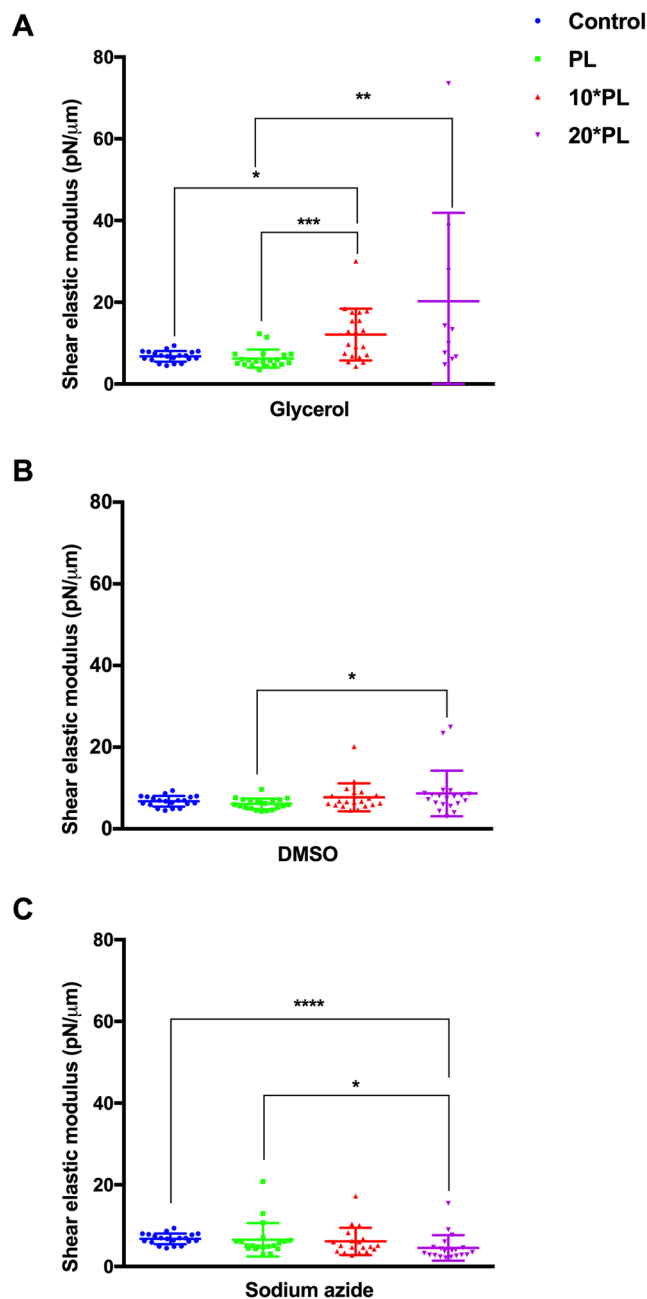 A
Control
PL
10*PL
20*PL
Shear elastic modulus (pN/μm)
80
60
40
20
0
**
*
***
Glycerol
B
Shear elastic modulus (pN/μm)
80
60
40
20
0
*
DMSO
C
Shear elastic modulus (pN/μm)
80
60
40
20
0
****
*
Sodium azide